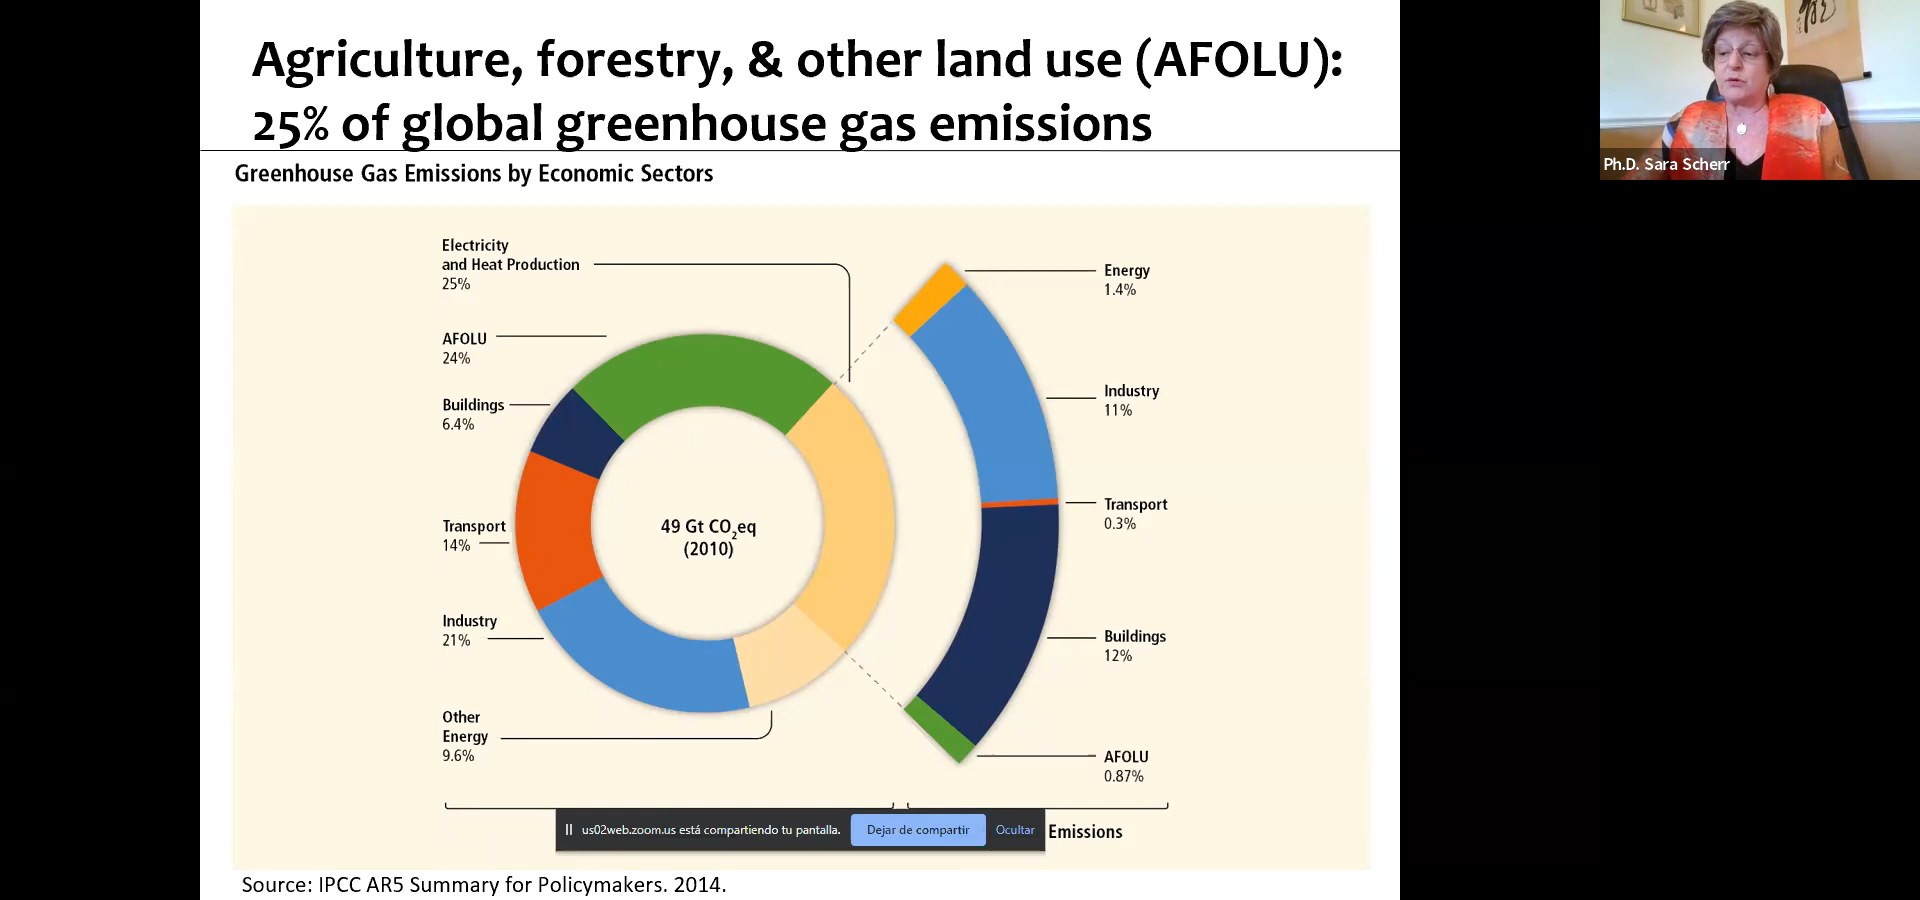 Agriculture, forestry, & other land use (AFOLU):
25% of global greenhouse gas emissions
Greenhouse Gas Emissions by Economic Sectors
Electricity
and Heat Production
25%
AFOLU
24%
Buildings
6.4%
Transport
14%
Industry
21%
Other
Energy
9.6%
49 Gt CO₂eq
(2010)
Energy
1.4%
Industry
11%
Transport
0.3%
Buildings
12%
AFOLU
0.87%
Emissions
us02web.zoom.us está compartiendo tu pantalla. Dejar de compartir Ocultar
Source: IPCC AR5 Summary for Policymakers. 2014.
Ph.D. Sara Scherr